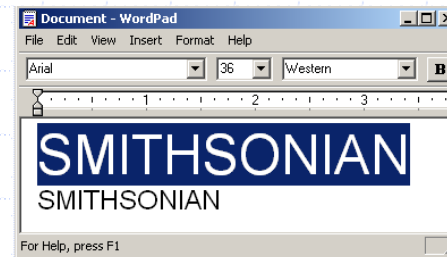 Document - WordPad
File Edit View Insert Format Help
Arial 36 Western B
1 2 3
SMITHSONIAN
SMITHSONIAN
For Help, press F1